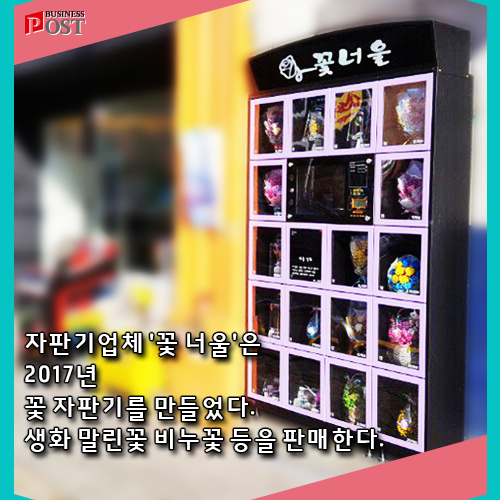 BUSINESS
POST
꽃너울
자판기업체 '꽃 너울'은
2017년
꽃 자판기를 만들었다.
생화 말린꽃 비누꽃 등을 판매한다.